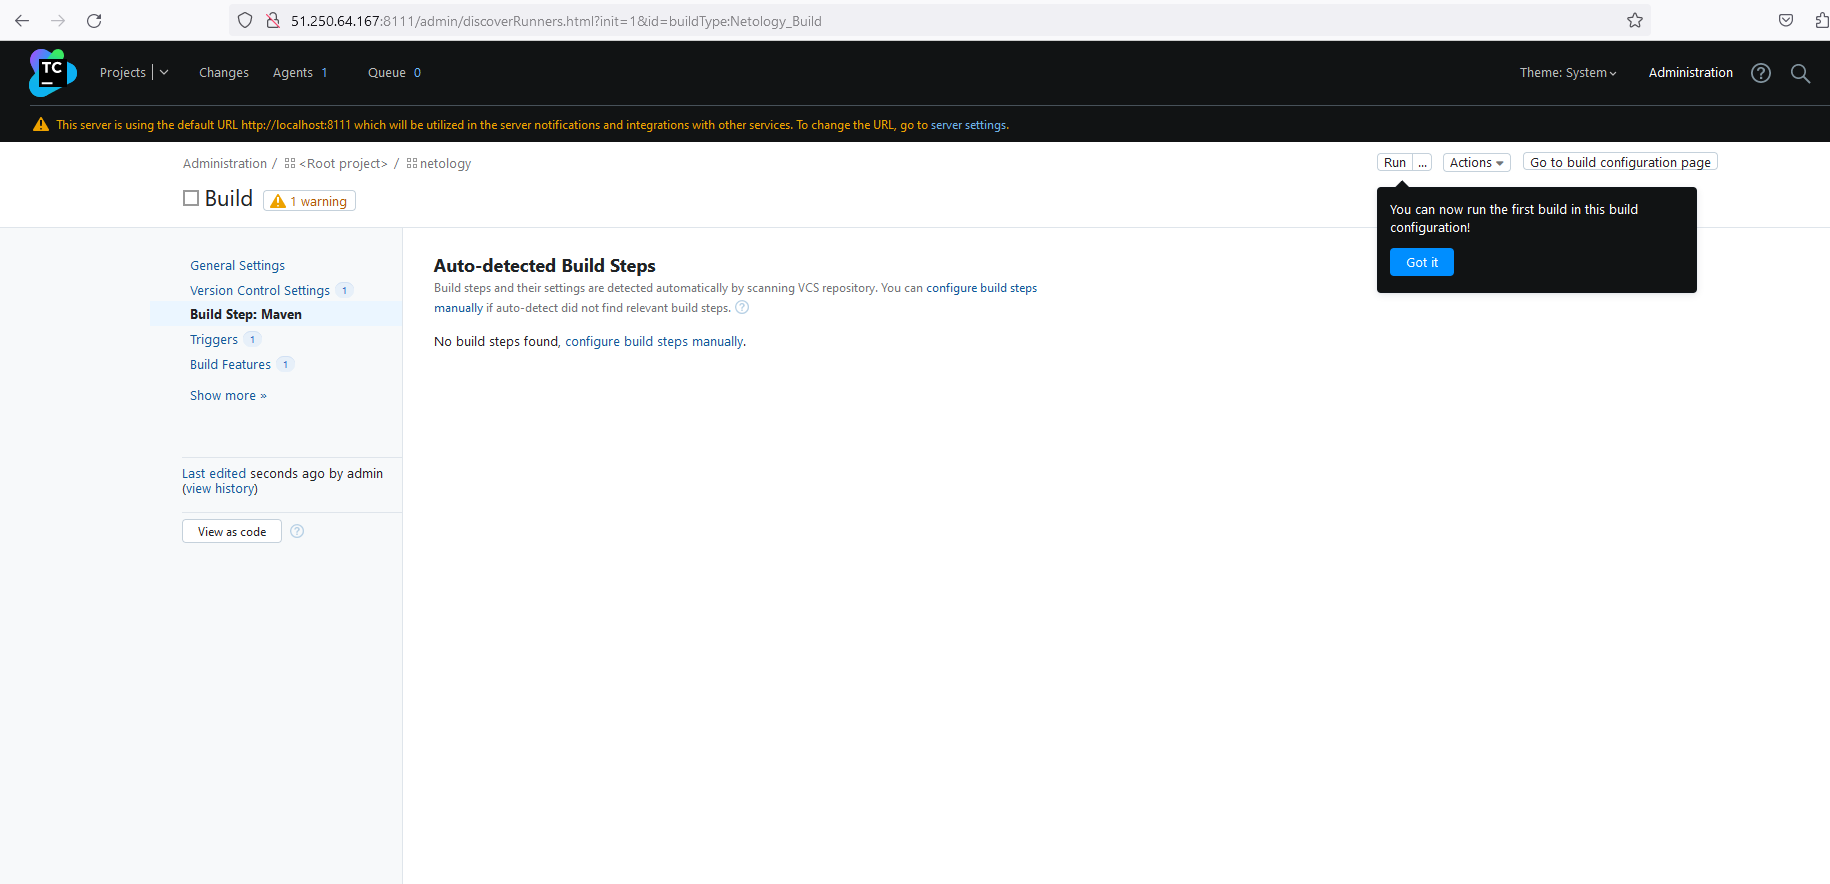 51.250.64.167:8111/admin/discoverRunners.html?init=1&id=buildType:Netology_Build
TC
Projects
Changes
Agents 1
Queue 0
Theme: System
Administration
This server is using the default URL http://localhost:8111 which will be utilized in the server notifications and integrations with other services. To change the URL, go to server settings.
Administration / <Root project> / netology
Run ...
Actions
Go to build configuration page
Build
1 warning
You can now run the first build in this build
configuration!
Got it
General Settings
Version Control Settings 1
Build Step: Maven
Triggers 1
Build Features 1
Show more »
Last edited seconds ago by admin
(view history)
View as code ?
Auto-detected Build Steps
Build steps and their settings are detected automatically by scanning VCS repository. You can configure build steps
manually if auto-detect did not find relevant build steps. ?
No build steps found, configure build steps manually.